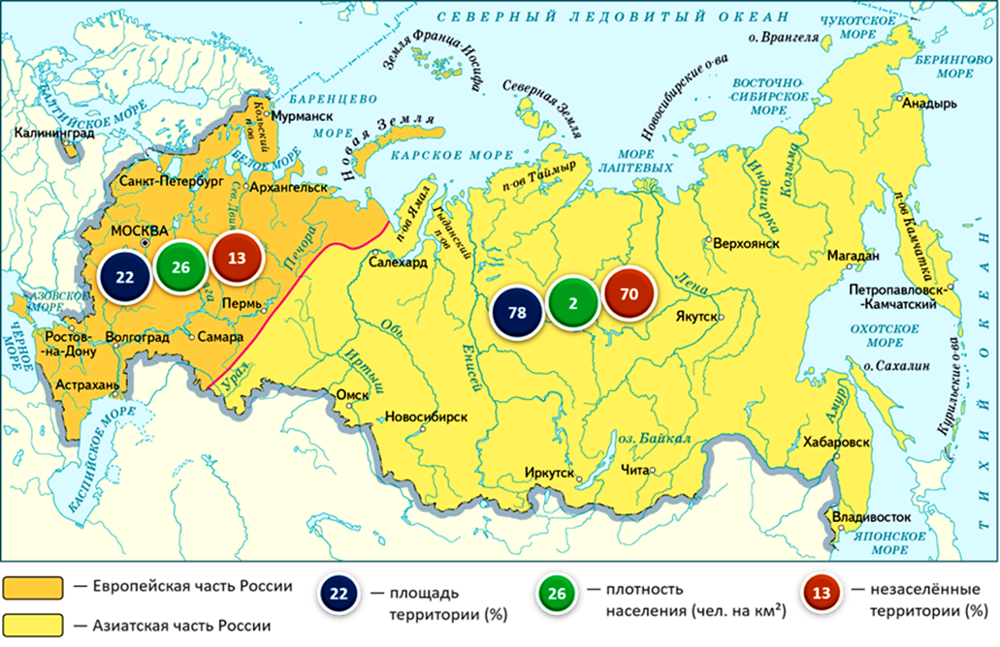 СЕВЕРНЫЙ ЛЕДОВИТЫЙ ОКЕАН
ЧУКОТСКОЕ
МОРЕ
о. Врангеля
БЕРИНГОВО
МОРЕ
Земля Франца-Иосифа
Северная Земля
Новосибирские о-ва
ВОСТОЧНО-
-СИБИРСКОЕ
МОРЕ
Анадырь
БАРЕНЦЕВО
МОРЕ
Новая Земля
КАРСКОЕ МОРЕ
МОРЕ
ЛАПТЕВЫХ
БАЛТИЙСКОЕ МОРЕ
Калининград
Кольский
п-ов
Мурманск
БЕЛОЕ МОРЕ
Санкт-Петербург
Архангельск
Сев. Двина
п-ов Ямал
Гыданский
п-ов
п-ов Таймыр
Индигирка
Колыма
п-ов Камчатка
МОСКВА
22
26
13
Печора
Салехард
Верхоянск
Магадан
Петропавловск-
-Камчатский
78
2
70
Лена
Якутск
АЗОВСКОЕ
МОРЕ
ЧЁРНОЕ
МОРЕ
Пермь
Ростов-
-на-Дону
Волгоград
Самара
Астрахань
Урал
Обь
Иртыш
Енисей
ОХОТСКОЕ
МОРЕ
о. Сахалин
Курильские о-ва
ТИХИЙ ОКЕАН
Омск
Новосибирск
оз. Байкал
Иркутск
Чита
Амур
Хабаровск
Владивосток
ЯПОНСКОЕ
МОРЕ
КАСПИЙСКОЕ МОРЕ
— Европейская часть России
— Азиатская часть России
22 — площадь
территории (%)
26 — плотность
населения (чел. на км²)
13 — незаселённые
территории (%)